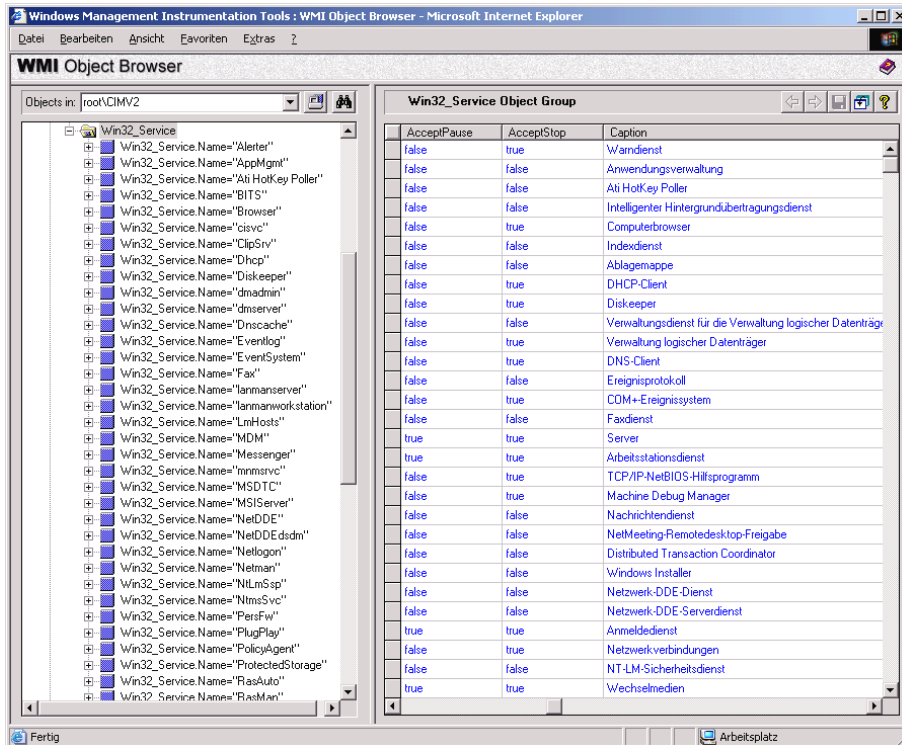 Windows Management Instrumentation Tools : WMI Object Browser - Microsoft Internet Explorer
Datei Bearbeiten Ansicht Favoriten Extras ?
WMI Object Browser
Objects in: root\CIMV2
Win32_Service
Win32_Service.Name="Alerter"
Win32_Service.Name="AppMgmt"
Win32_Service.Name="Ati HotKey Poller"
Win32_Service.Name="BITS"
Win32_Service.Name="Browser"
Win32_Service.Name="cisvc"
Win32_Service.Name="ClipSrv"
Win32_Service.Name="Dhcp"
Win32_Service.Name="Diskeeper"
Win32_Service.Name="dmadmin"
Win32_Service.Name="dmserver"
Win32_Service.Name="Dnscache"
Win32_Service.Name="Eventlog"
Win32_Service.Name="EventSystem"
Win32_Service.Name="Fax"
Win32_Service.Name="lanmanserver"
Win32_Service.Name="lanmanworkstation"
Win32_Service.Name="LmHosts"
Win32_Service.Name="MDM"
Win32_Service.Name="Messenger"
Win32_Service.Name="mnmsrvc"
Win32_Service.Name="MSDTC"
Win32_Service.Name="MSIServer"
Win32_Service.Name="NetDDE"
Win32_Service.Name="NetDDEdsdm"
Win32_Service.Name="Netlogon"
Win32_Service.Name="Netman"
Win32_Service.Name="NtLmSsp"
Win32_Service.Name="NtmsSvc"
Win32_Service.Name="PersFw"
Win32_Service.Name="PlugPlay"
Win32_Service.Name="PolicyAgent"
Win32_Service.Name="ProtectedStorage"
Win32_Service.Name="RasAuto"
Win32_Service.Name="RasMan"
Win32_Service Object Group
AcceptPause AcceptStop Caption
false true Warndienst
false false Anwendungsverwaltung
false false Ati HotKey Poller
false false Intelligenter Hintergrundübertragungsdienst
false true Computerbrowser
false false Indexdienst
false false Ablagemappe
false true DHCP-Client
false true Diskeeper
false false Verwaltungsdienst für die Verwaltung logischer Datenträge
false true Verwaltung logischer Datenträger
false true DNS-Client
false false Ereignisprotokoll
false true COM+-Ereignissystem
false false Faxdienst
true true Server
true true Arbeitsstationsdienst
false true TCP/IP-NetBIOS-Hilfsprogramm
false true Machine Debug Manager
false false Nachrichtendienst
false false NetMeeting-Remotedesktop-Freigabe
false false Distributed Transaction Coordinator
false false Windows Installer
false false Netzwerk-DDE-Dienst
false false Netzwerk-DDE-Serverdienst
true true Anmeldedienst
false true Netzwerkverbindungen
false false NT-LM-Sicherheitsdienst
true true Wechselmedien
Fertig
Arbeitsplatz